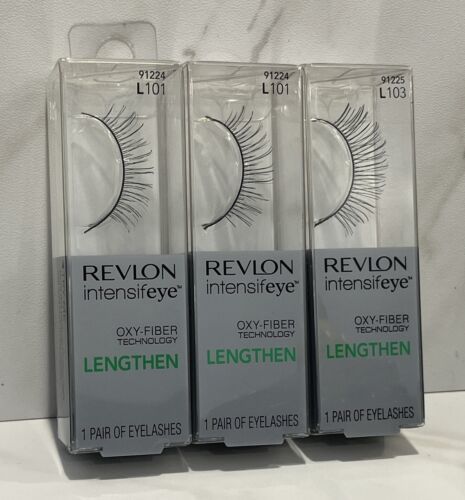 91224
L101
REVLON
intensifeye™
OXY-FIBER
TECHNOLOGY
LENGTHEN
1 PAIR OF EYELASHES
91224
L101
REVLON
intensifeye™
OXY-FIBER
TECHNOLOGY
LENGTHEN
1 PAIR OF EYELASHES
91225
L103
REVLON
intensifeye™
OXY-FIBER
TECHNOLOGY
LENGTHEN
1 PAIR OF EYELASHES